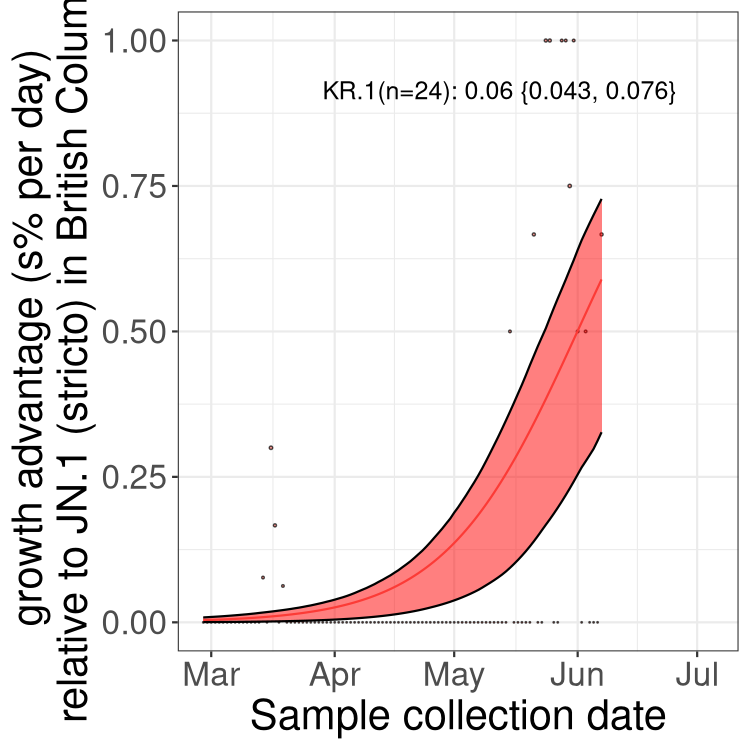 growth advantage (s% per day)
relative to JN.1 (stricto) in British Colum
1.00
0.75
0.50
0.25
0.00
KR.1(n=24): 0.06 {0.043, 0.076}
Mar Apr May Jun Jul
Sample collection date